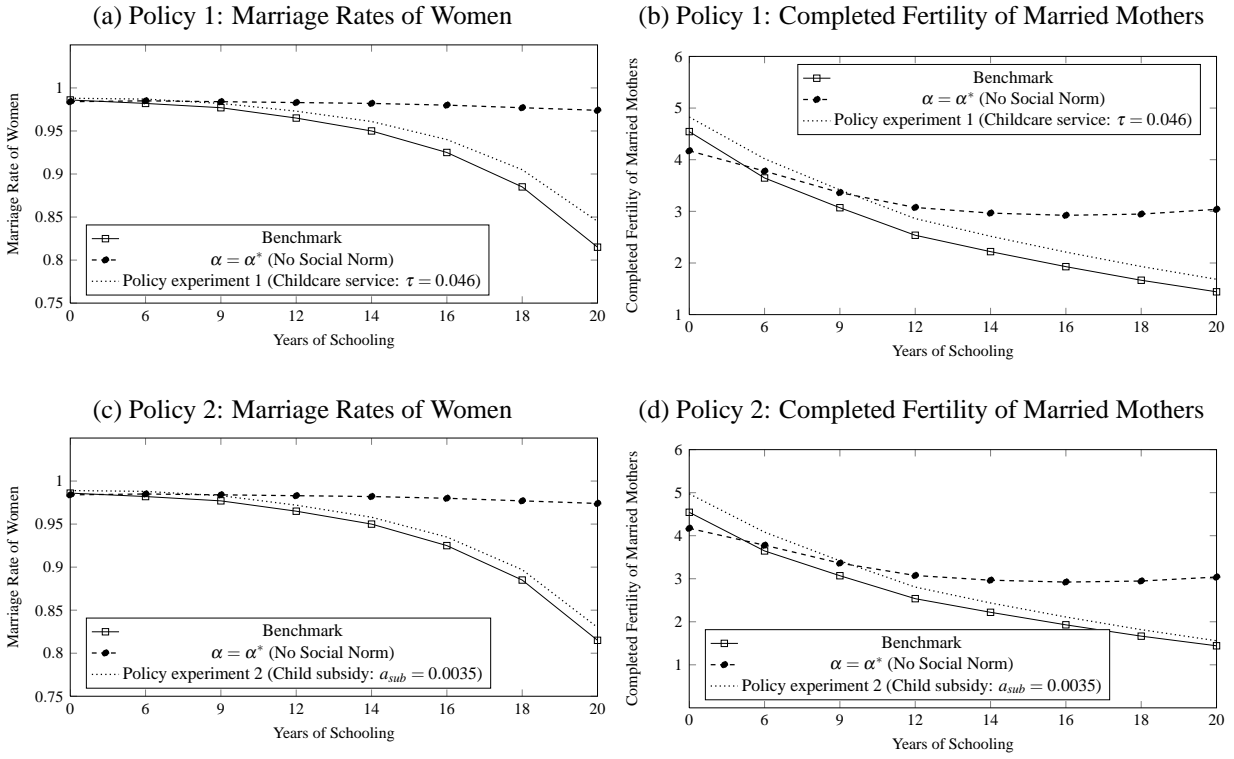 (a) Policy 1: Marriage Rates of Women
Marriage Rate of Women
1
0.95
0.9
0.85
0.8
0.75
Benchmark
α = α* (No Social Norm)
Policy experiment 1 (Childcare service: τ = 0.046)
0 6 9 12 14 16 18 20
Years of Schooling
(b) Policy 1: Completed Fertility of Married Mothers
Completed Fertility of Married Mothers
6
5
4
3
2
1
Benchmark
α = α* (No Social Norm)
Policy experiment 1 (Childcare service: τ = 0.046)
0 6 9 12 14 16 18 20
Years of Schooling
(c) Policy 2: Marriage Rates of Women
Marriage Rate of Women
1
0.95
0.9
0.85
0.8
0.75
Benchmark
α = α* (No Social Norm)
Policy experiment 2 (Child subsidy: a_sub = 0.0035)
0 6 9 12 14 16 18 20
Years of Schooling
(d) Policy 2: Completed Fertility of Married Mothers
Completed Fertility of Married Mothers
6
5
4
3
2
1
Benchmark
α = α* (No Social Norm)
Policy experiment 2 (Child subsidy: a_sub = 0.0035)
0 6 9 12 14 16 18 20
Years of Schooling